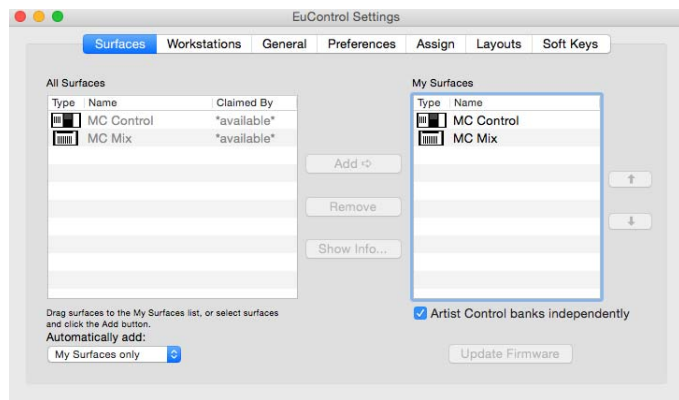 EuControl Settings
Surfaces Workstations General Preferences Assign Layouts Soft Keys
All Surfaces
Type Name Claimed By
MC Control *available*
MC Mix *available*
Add
Remove
Show Info...
My Surfaces
Type Name
MC Control
MC Mix
Drag surfaces to the My Surfaces list, or select surfaces
and click the Add button.
Automatically add:
My Surfaces only
Artist Control banks independently
Update Firmware